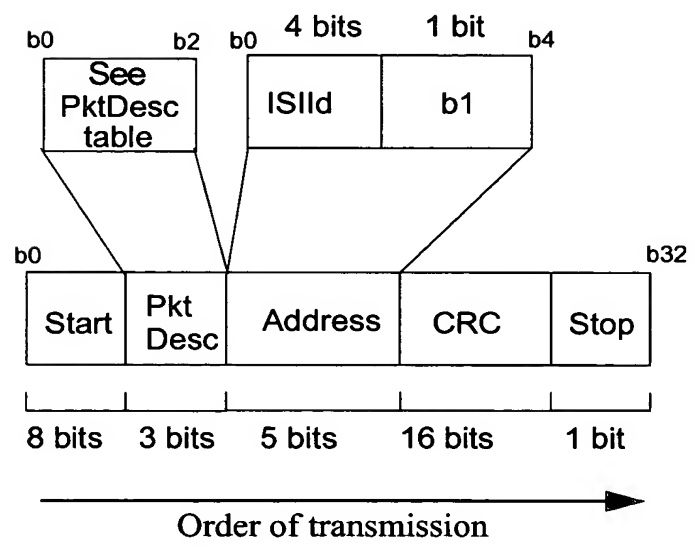 4 bits 1 bit
b0 b2 b0 b4
See
PktDesc
table
ISIId b1
b0 b32
Start Pkt
Desc Address CRC Stop
8 bits 3 bits 5 bits 16 bits 1 bit
Order of transmission